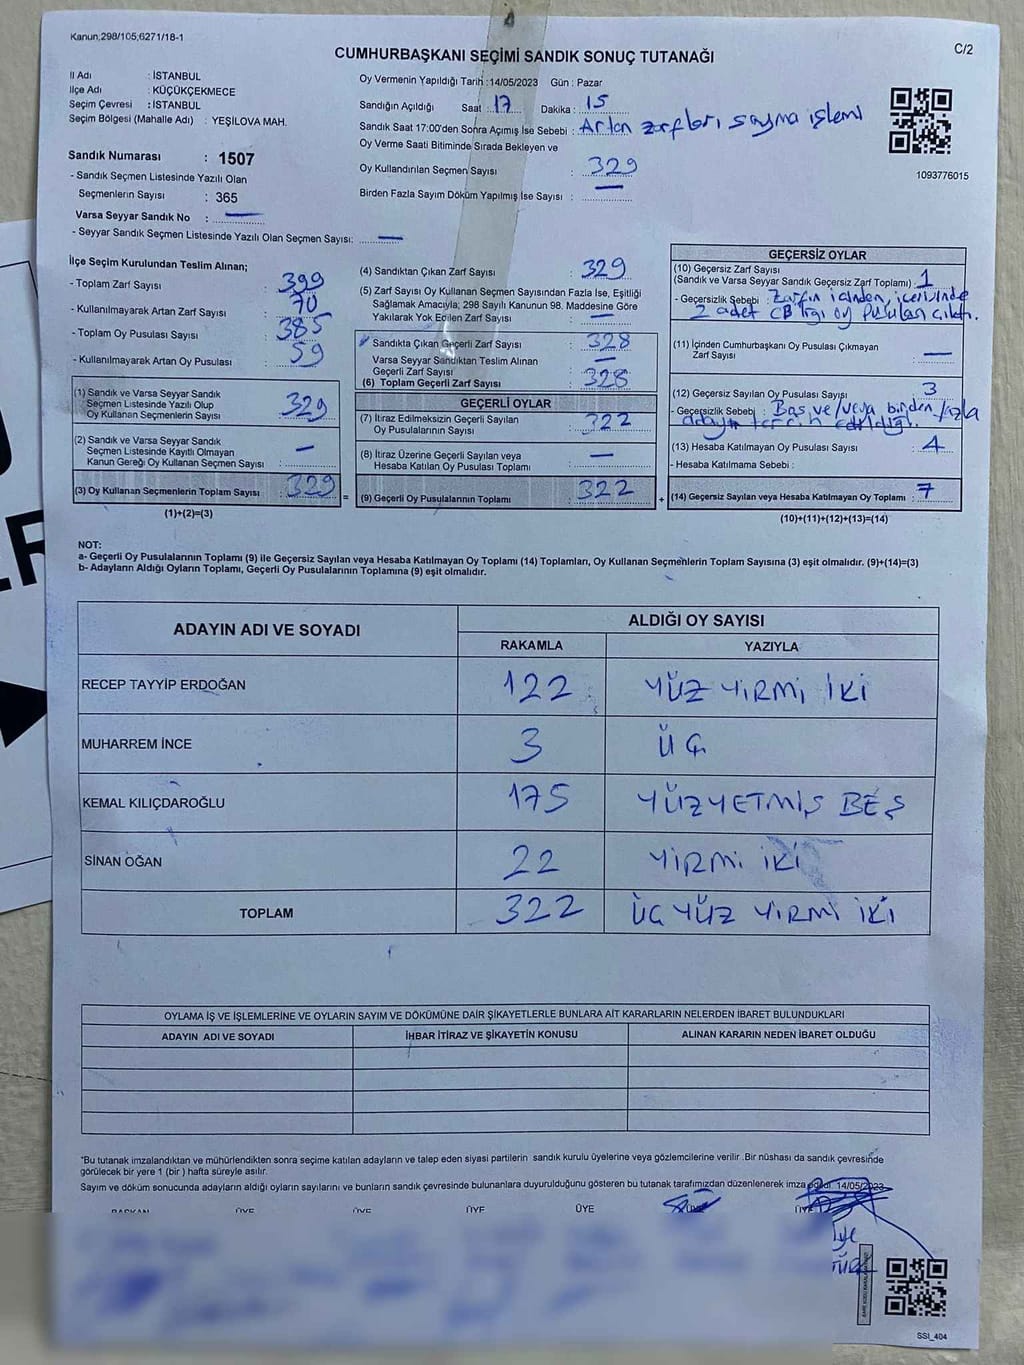 Kanun,298/105,6271/18-1
C/2
CUMHURBAŞKANI SEÇİMİ SANDIK SONUÇ TUTANAĞI
İl Adı : İSTANBUL
İlçe Adı : KÜÇÜKÇEKMECE
Seçim Çevresi : İSTANBUL
Seçim Bölgesi (Mahalle Adı) : YEŞİLOVA MAH.
Sandık Numarası : 1507
- Sandık Seçmen Listesinde Yazılı Olan
Seçmenlerin Sayısı : 365
Varsa Seyyar Sandık No : —
- Seyyar Sandık Seçmen Listesinde Yazılı Olan Seçmen Sayısı: —
Oy Vermenin Yapıldığı Tarih :14/05/2023 Gün : Pazar
Sandığın Açıldığı Saat : 17 Dakika : 15
Sandık Saat 17:00'den Sonra Açımış İse Sebebi : Artan zarfları sayma işlemi
Oy Verme Saati Bitiminde Sırada Bekleyen ve
Oy Kullandırılan Seçmen Sayısı : 329
Birden Fazla Sayım Döküm Yapılmış İse Sayısı : —
1093776015
İlçe Seçim Kurulundan Teslim Alınan;
- Toplam Zarf Sayısı : 399
- Kullanılmayarak Artan Zarf Sayısı : 70
- Toplam Oy Pusulası Sayısı : 385
- Kullanılmayarak Artan Oy Pusulası : 59
(1) Sandık ve Varsa Seyyar Sandık
Seçmen Listesinde Yazılı Olup
Oy Kullanan Seçmenlerin Sayısı : 329
(2) Sandık ve Varsa Seyyar Sandık
Seçmen Listesinde Kayıtlı Olmayan
Kanun Gereği Oy Kullanan Seçmen Sayısı : —
(3) Oy Kullanan Seçmenlerin Toplam Sayısı : 329
(1)+(2)=(3)
=
(4) Sandıktan Çıkan Zarf Sayısı : 329
(5) Zarf Sayısı Oy Kullanan Seçmen Sayısından Fazla İse, Eşitliği
Sağlamak Amacıyla; 298 Sayılı Kanunun 98. Maddesine Göre
Yakılarak Yok Edilen Zarf Sayısı : —
Sandıkta Çıkan Geçerli Zarf Sayısı : 328
Varsa Seyyar Sandıktan Teslim Alınan
Geçerli Zarf Sayısı : —
(6) Toplam Geçerli Zarf Sayısı : 328
GEÇERLİ OYLAR
(7) İtiraz Edilmeksizin Geçerli Sayılan
Oy Pusulalarının Sayısı : 322
(8) İtiraz Üzerine Geçerli Sayılan veya
Hesaba Katılan Oy Pusulası Toplamı : —
(9) Geçerli Oy Pusulalarının Toplamı : 322
+
GEÇERSİZ OYLAR
(10) Geçersiz Zarf Sayısı
(Sandık ve Varsa Seyyar Sandık Geçersiz Zarf Toplamı) : 1
- Geçersizlik Sebebi : Zarfın içinden, içerisinde
2 adet CB lığı oy pusulası çıktı.
(11) İçinden Cumhurbaşkanı Oy Pusulası Çıkmayan
Zarf Sayısı : —
(12) Geçersiz Sayılan Oy Pusulası Sayısı : 3
- Geçersizlik Sebebi : Boş ve/veya birden fazla
adayın tercih edildiği.
(13) Hesaba Katılmayan Oy Pusulası Sayısı : 4
- Hesaba Katılmama Sebebi :
(14) Geçersiz Sayılan veya Hesaba Katılmayan Oy Toplamı : 7
(10)+(11)+(12)+(13)=(14)
NOT:
a- Geçerli Oy Pusulalarının Toplamı (9) ile Geçersiz Sayılan veya Hesaba Katılmayan Oy Toplamı (14) Toplamları, Oy Kullanan Seçmenlerin Toplam Sayısına (3) eşit olmalıdır. (9)+(14)=(3)
b- Adayların Aldığı Oyların Toplamı, Geçerli Oy Pusulalarının Toplamına (9) eşit olmalıdır.
ADAYIN ADI VE SOYADI
ALDIĞI OY SAYISI
RAKAMLA YAZIYLA
RECEP TAYYİP ERDOĞAN 122 YÜZ YİRMİ İKİ
MUHARREM İNCE 3 ÜÇ
KEMAL KILIÇDAROĞLU 175 YÜZYETMİŞ BEŞ
SİNAN OĞAN 22 YİRMİ İKİ
TOPLAM 322 ÜÇ YÜZ YİRMİ İKİ
OYLAMA İŞ VE İŞLEMLERİNE VE OYLARIN SAYIM VE DÖKÜMÜNE DAİR ŞİKAYETLERLE BUNLARA AİT KARARLARIN NELERDEN İBARET BULUNDUKLARI
ADAYIN ADI VE SOYADI İHBAR İTİRAZ VE ŞİKAYETİN KONUSU ALINAN KARARIN NEDEN İBARET OLDUĞU
*Bu tutanak imzalandıktan ve mühürlendikten sonra seçime katılan adayların ve talep eden siyasi partilerin sandık kurulu üyelerine veya gözlemcilerine verilir .Bir nüshası da sandık çevresinde
görülecek bir yere 1 (bir ) hafta süreyle asılır.
Sayım ve döküm sonucunda adayların aldığı oyların sayılarını ve bunların sandık çevresinde bulunanlara duyurulduğunu gösteren bu tutanak tarafımızdan düzenlenerek imza edildi 14/05/2023
BAŞKAN ÜYE ÜYE ÜYE ÜYE ÜYE ÜYE
SSI_404